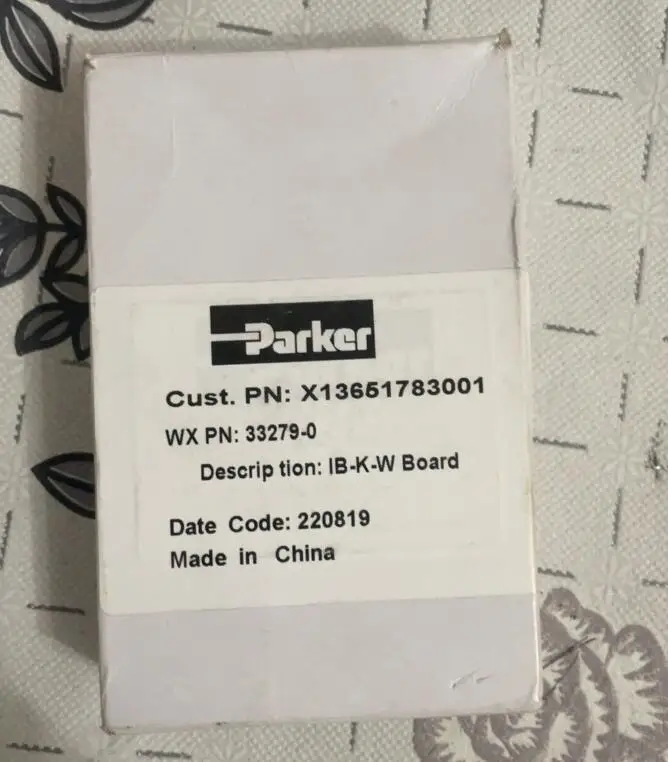 Parker
Cust. PN: X13651783001
WX PN: 33279-0
Descrip tion: IB-K-W Board
Date Code: 220819
Made in China